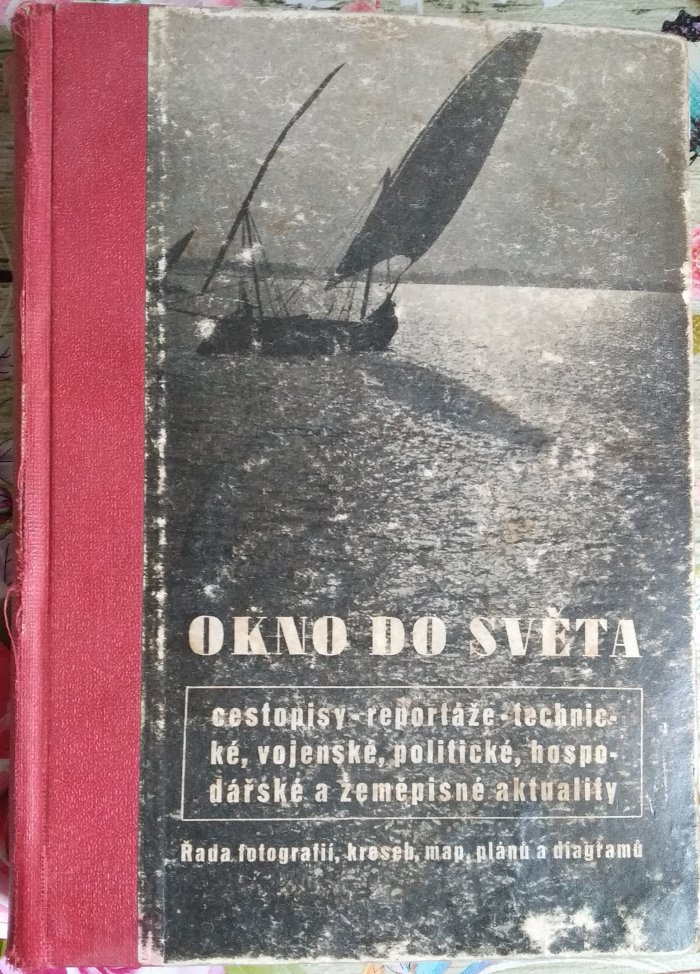 OKNO DO SVĚTA
cestopisy - reportáže - technic-
ké, vojenské, politické, hospo-
dářské a zeměpisné aktuality
Řada fotografií, kreseb, map, plánů a diagramů